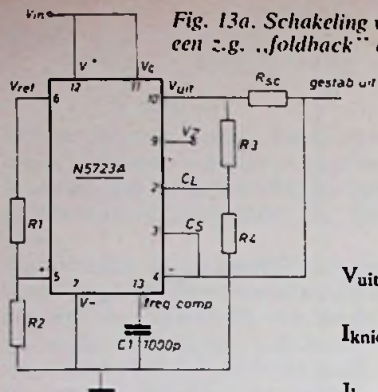 Fig. 13a. Schakeling v
een z.g. „foldback”
Vin
V+
Vc
12
11
Vref
6
Vuit
10
Rsc
gestab uit
9
VZ
R3
N5723A
CL
2
R1
CS
3
R4
+
5
-
4
7
13
V-
freq comp
R2
C1
1000p
Vuit
Iknie